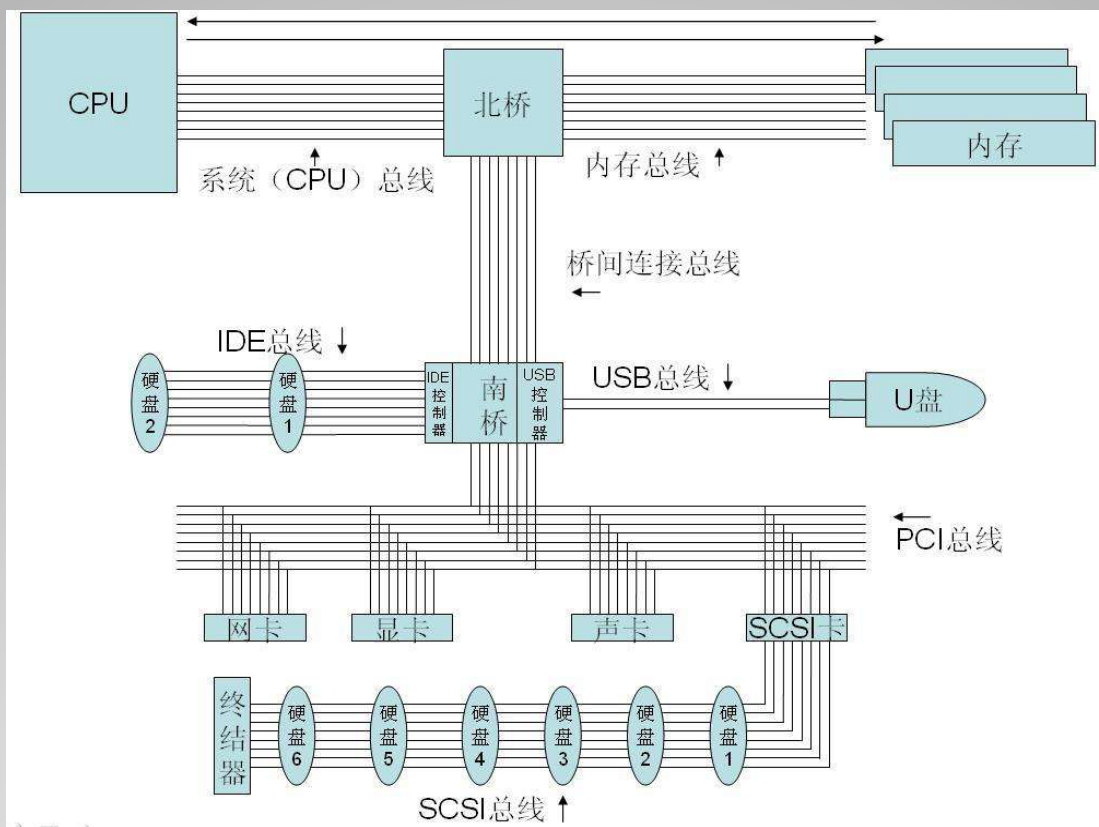 CPU
北桥
内存
系统（CPU）总线
内存总线
桥间连接总线
IDE总线
硬盘2
硬盘1
IDE控制器
南桥
USB控制器
USB总线
U盘
PCI总线
网卡
显卡
声卡
SCSI卡
终结器
硬盘6
硬盘5
硬盘4
硬盘3
硬盘2
硬盘1
SCSI总线